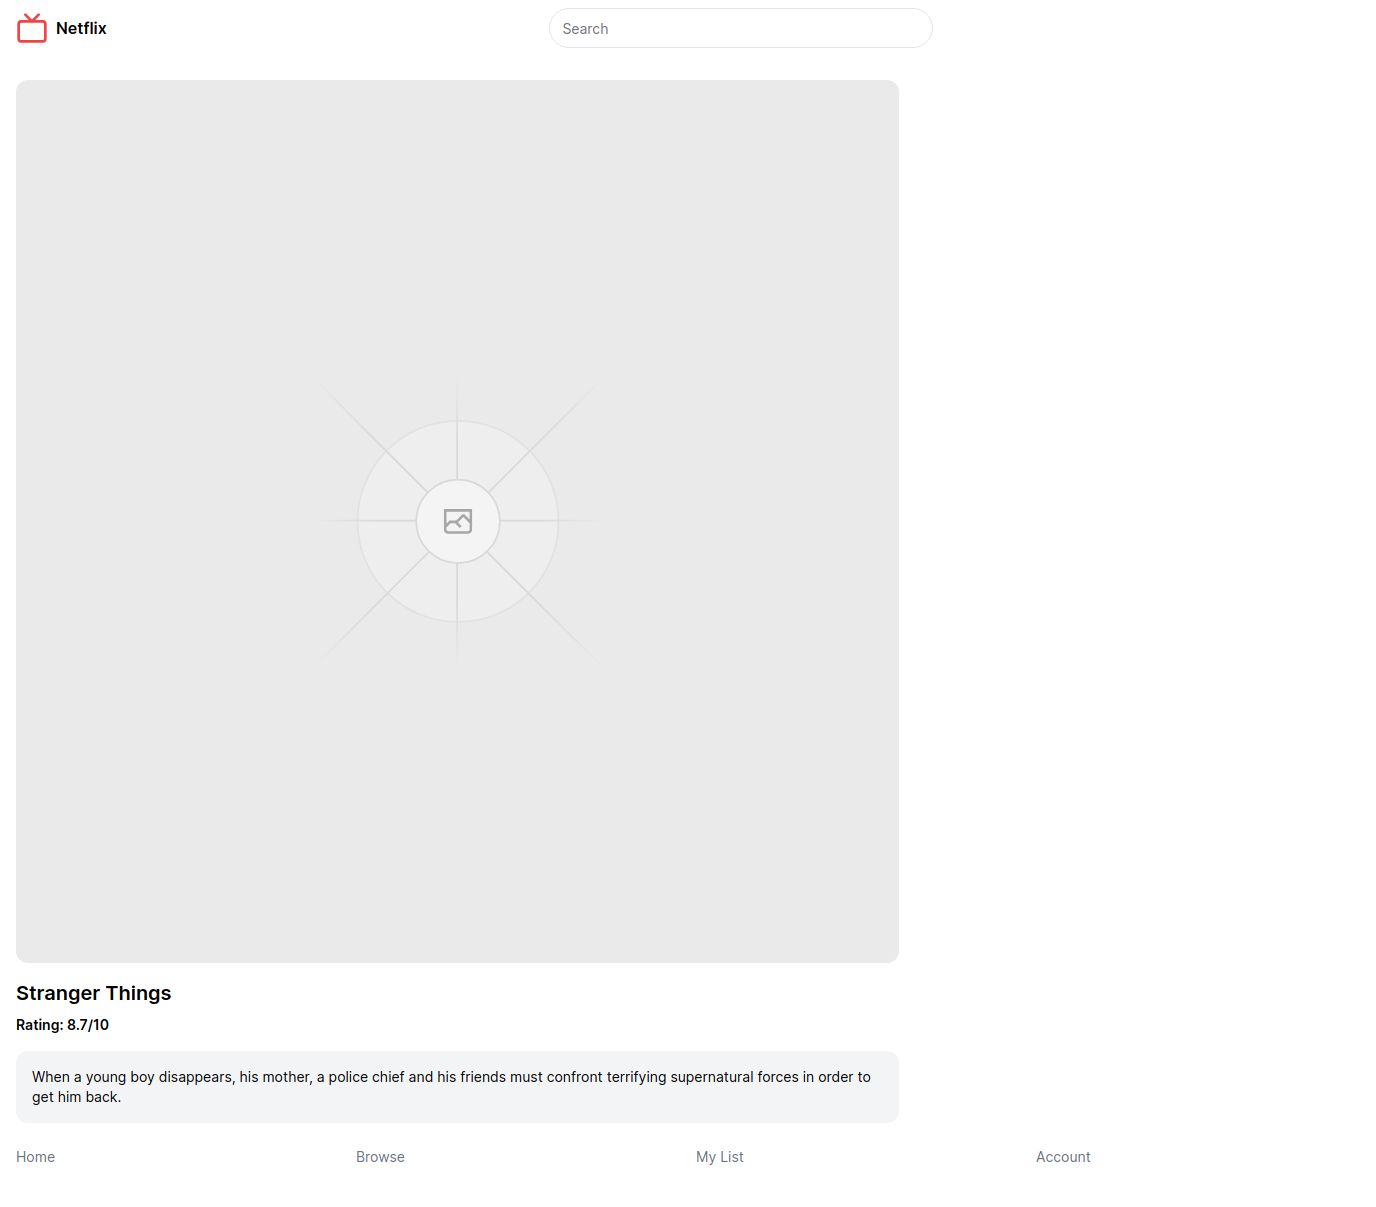 Netflix
Search
Stranger Things
Rating: 8.7/10
When a young boy disappears, his mother, a police chief and his friends must confront terrifying supernatural forces in order to
get him back.
Home
Browse
My List
Account